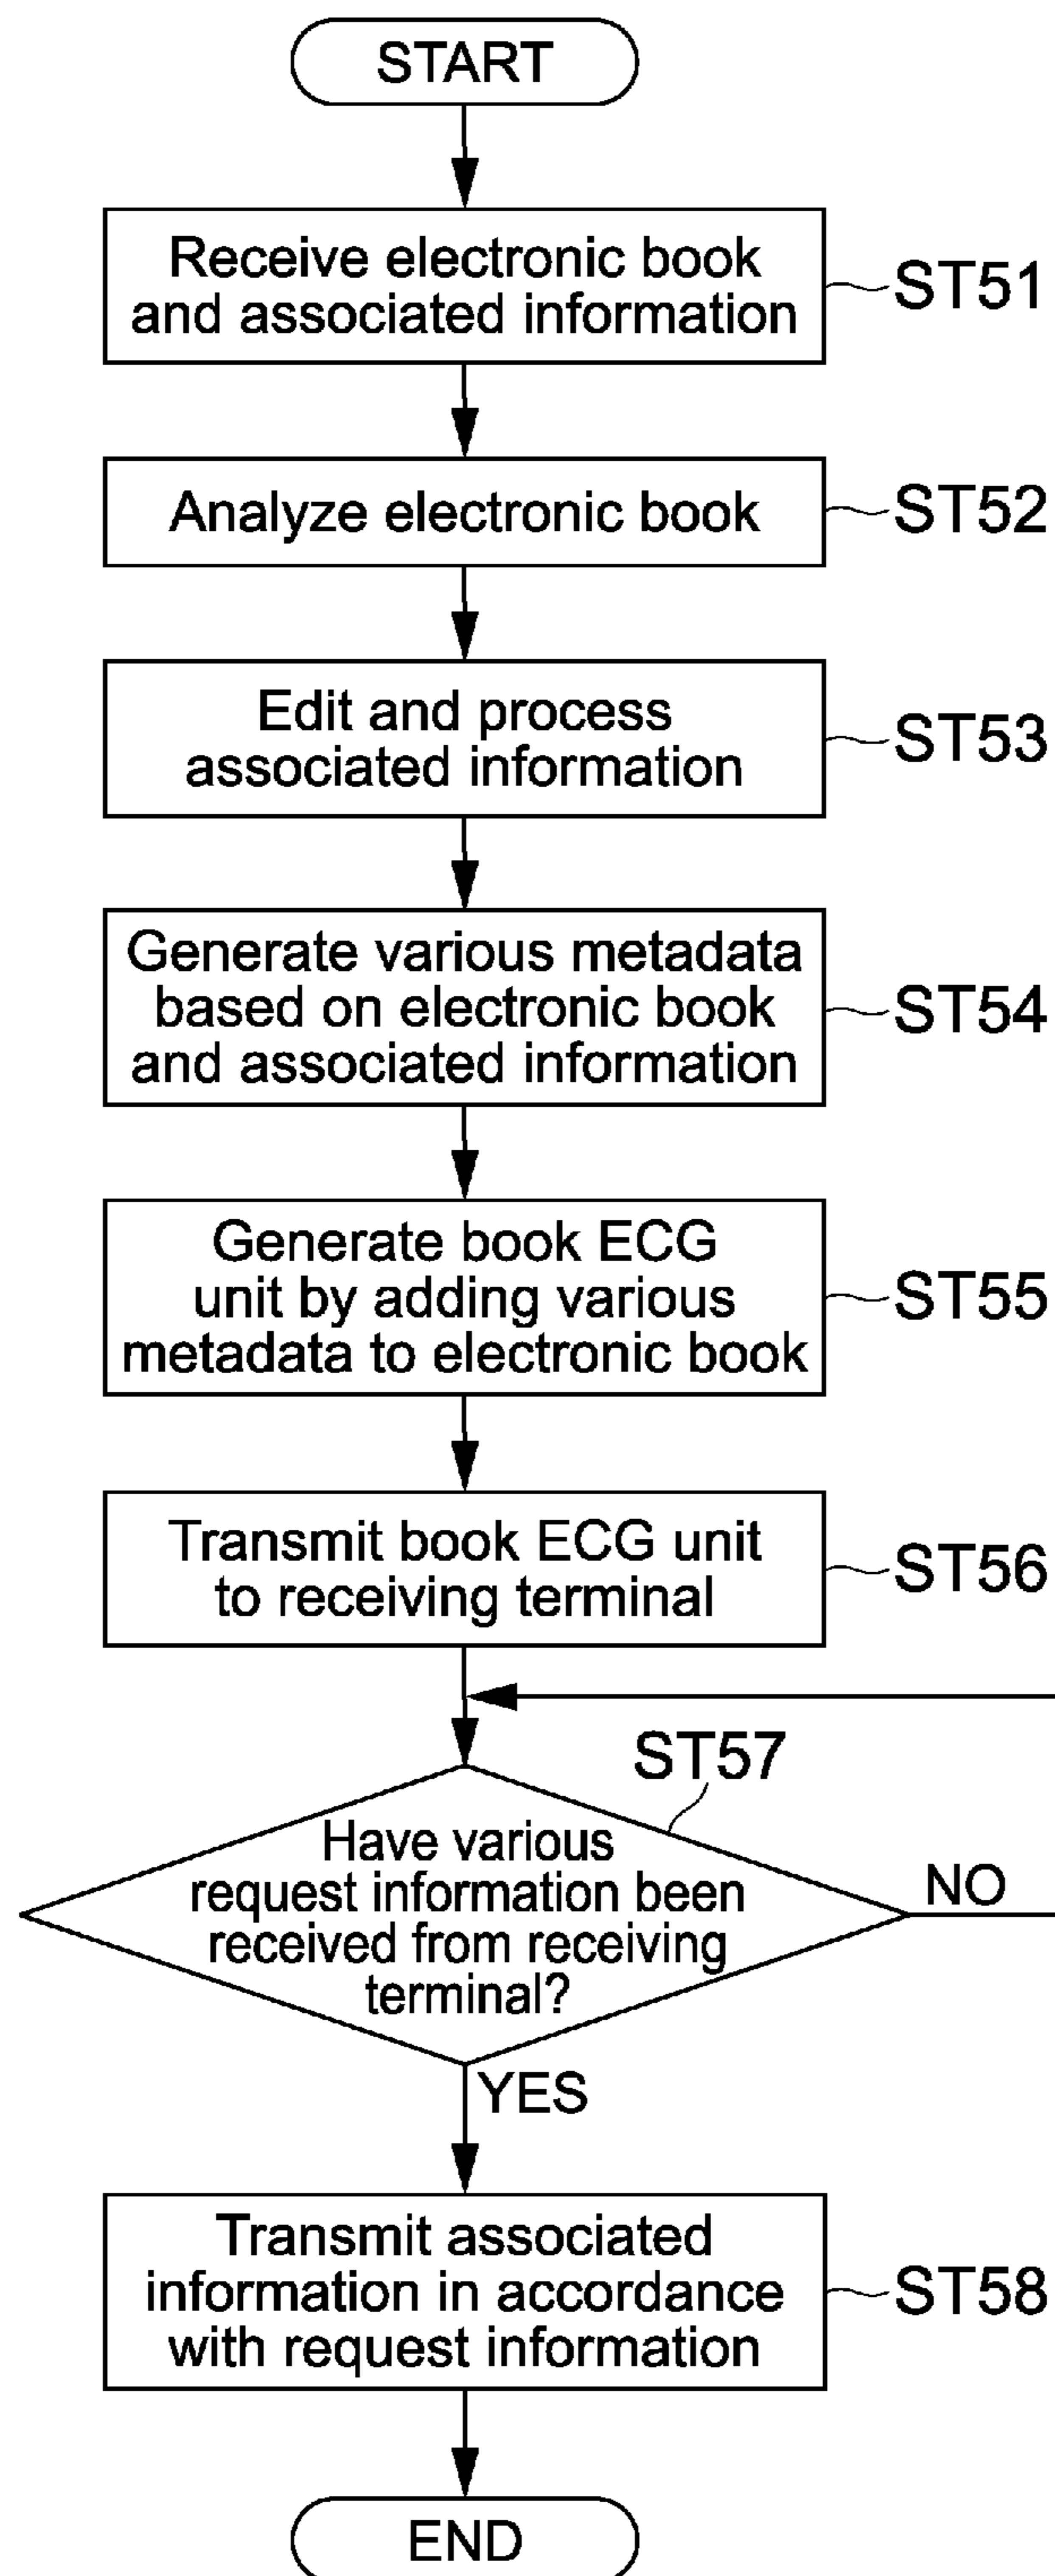 START
Receive electronic book
and associated information
ST51
Analyze electronic book
ST52
Edit and process
associated information
ST53
Generate various metadata
based on electronic book
and associated information
ST54
Generate book ECG
unit by adding various
metadata to electronic book
ST55
Transmit book ECG unit
to receiving terminal
ST56
ST57
Have various
request information been
received from receiving
terminal?
NO
YES
Transmit associated
information in accordance
with request information
ST58
END